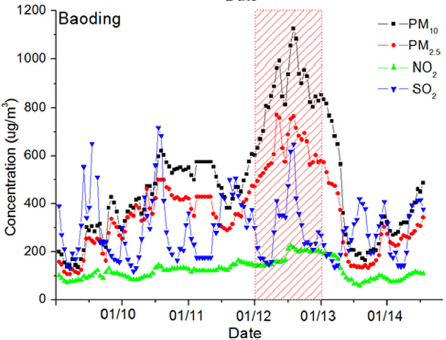 Date
Baoding
PM10
PM2.5
NO2
SO2
Concentration (ug/m3)
1200
1000
800
600
400
200
0
01/10 01/11 01/12 01/13 01/14
Date